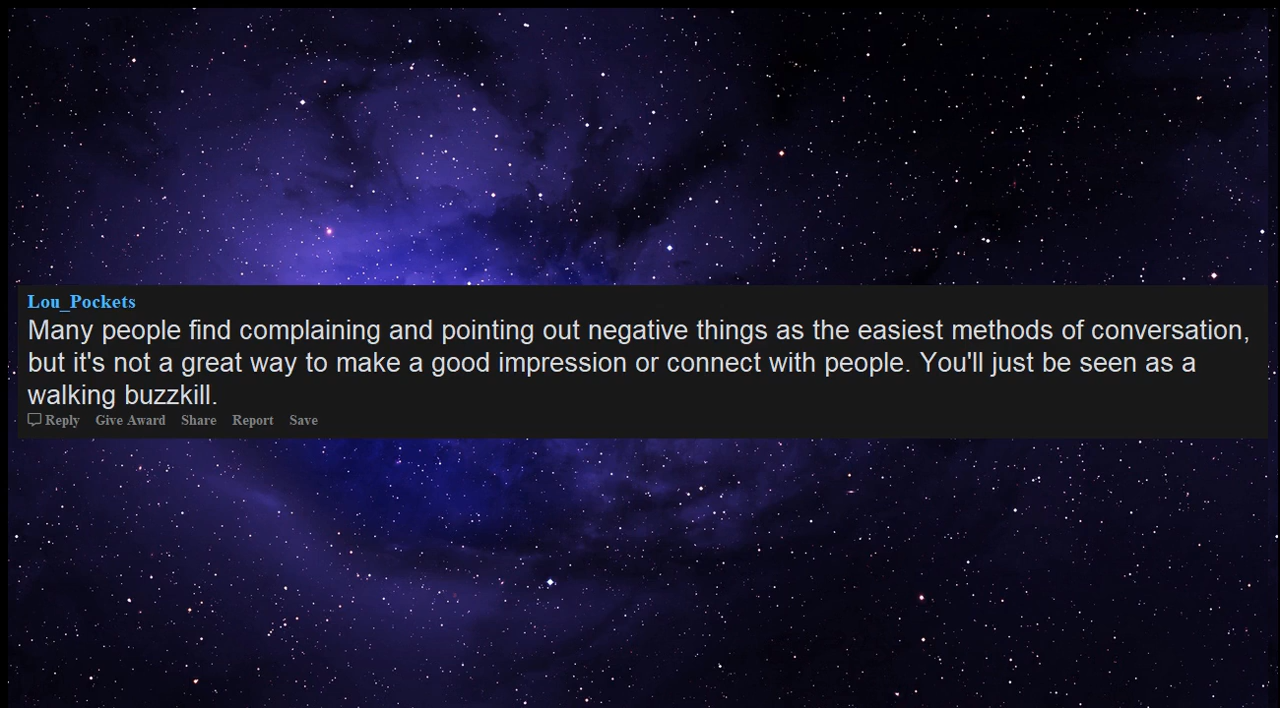 Lou_Pockets
Many people find complaining and pointing out negative things as the easiest methods of conversation,
but it's not a great way to make a good impression or connect with people. You'll just be seen as a
walking buzzkill.
Reply Give Award Share Report Save